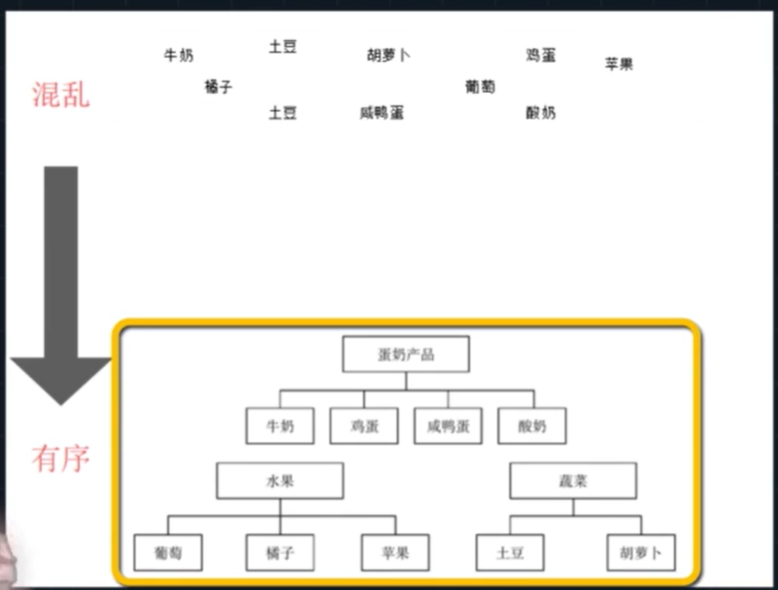 牛奶 土豆 胡萝卜 鸡蛋 苹果
混乱 橘子 葡萄
土豆 咸鸭蛋 酸奶
蛋奶产品
牛奶 鸡蛋 咸鸭蛋 酸奶
有序
水果 蔬菜
葡萄 橘子 苹果 土豆 胡萝卜